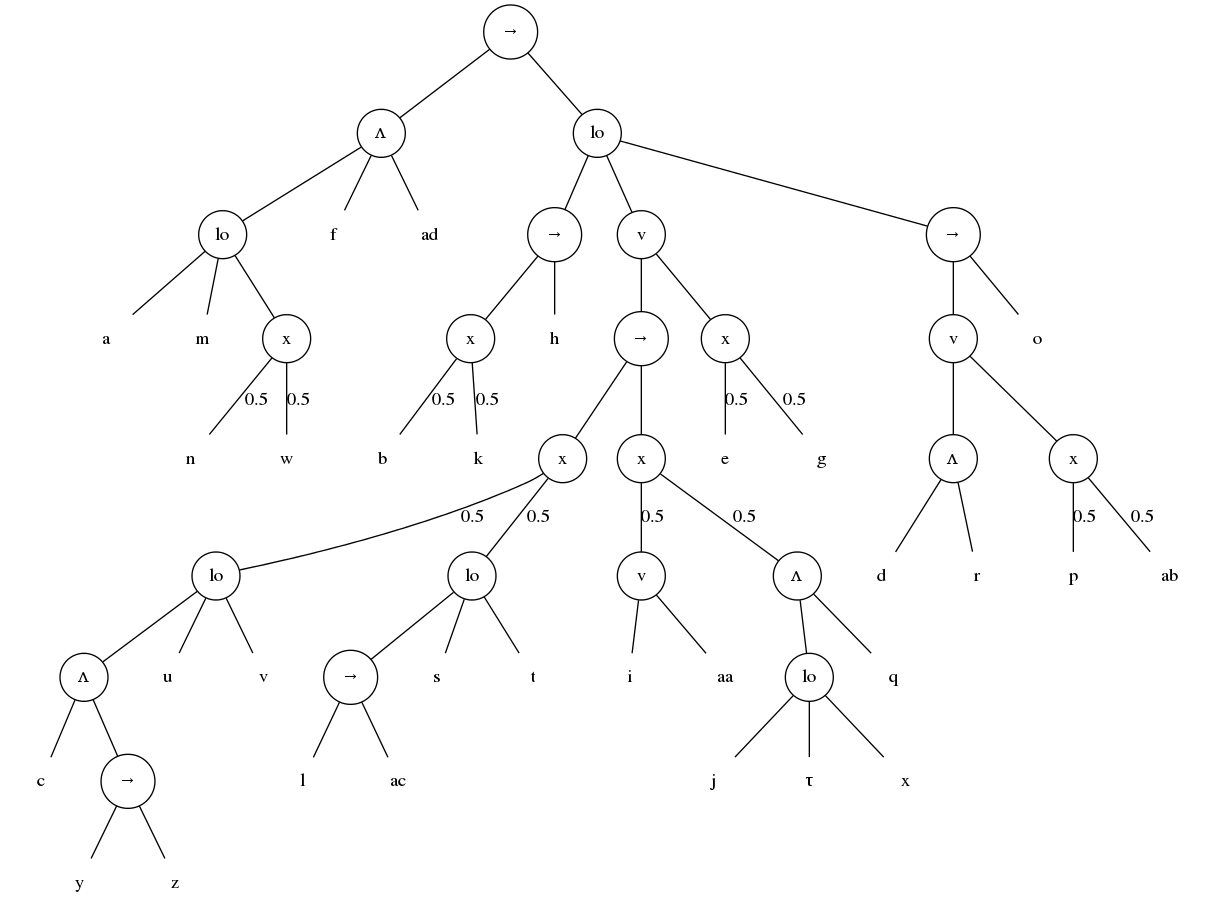 →
Λ lo
lo f ad → v →
a m x x h → x v o
0.5 0.5 0.5 0.5 0.5 0.5
n w b k x x e g Λ x
0.5 0.5 0.5 0.5 0.5 0.5
lo lo v Λ d r p ab
Λ u v → s t i aa lo q
c → l ac j τ x
y z